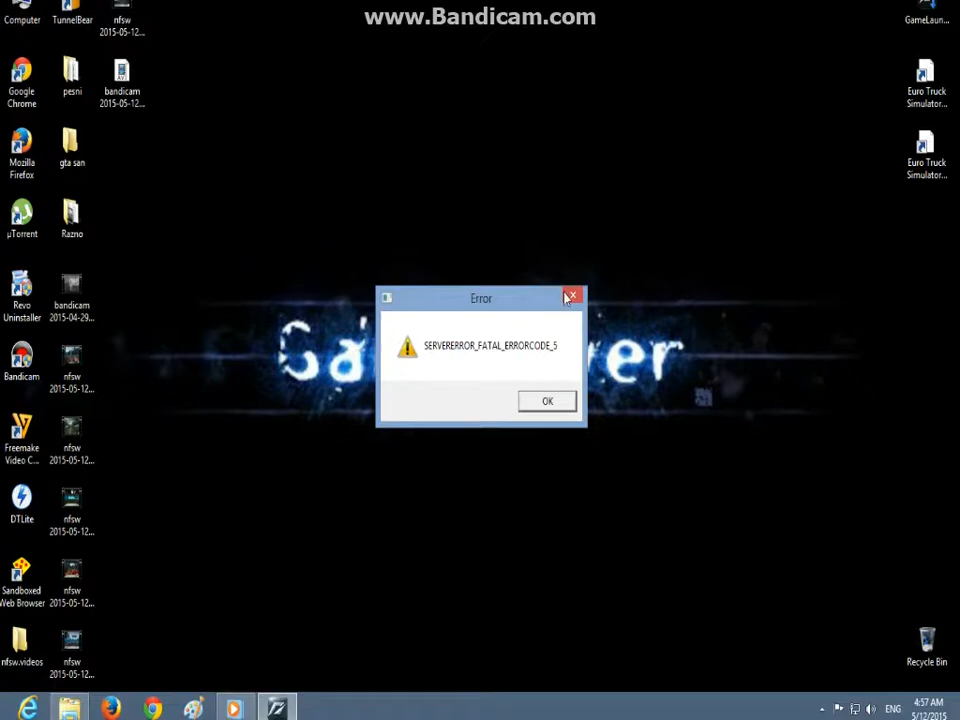 www.Bandicam.com
Computer
TunnelBear
nfsw
2015-05-12...
GameLaun...
Google
Chrome
pesni
bandicam
2015-05-12...
Euro Truck
Simulator...
Mozilla
Firefox
gta san
Euro Truck
Simulator...
µTorrent
Razno
Revo
Uninstaller
bandicam
2015-04-29...
Error
SERVERERROR_FATAL_ERRORCODE_5
OK
Bandicam
nfsw
2015-05-12...
Freemake
Video C...
nfsw
2015-05-12...
DTLite
nfsw
2015-05-12...
Sandboxed
Web Browser
nfsw
2015-05-12...
nfsw.videos
nfsw
2015-05-12...
Recycle Bin
ENG
4:57 AM
5/12/2015